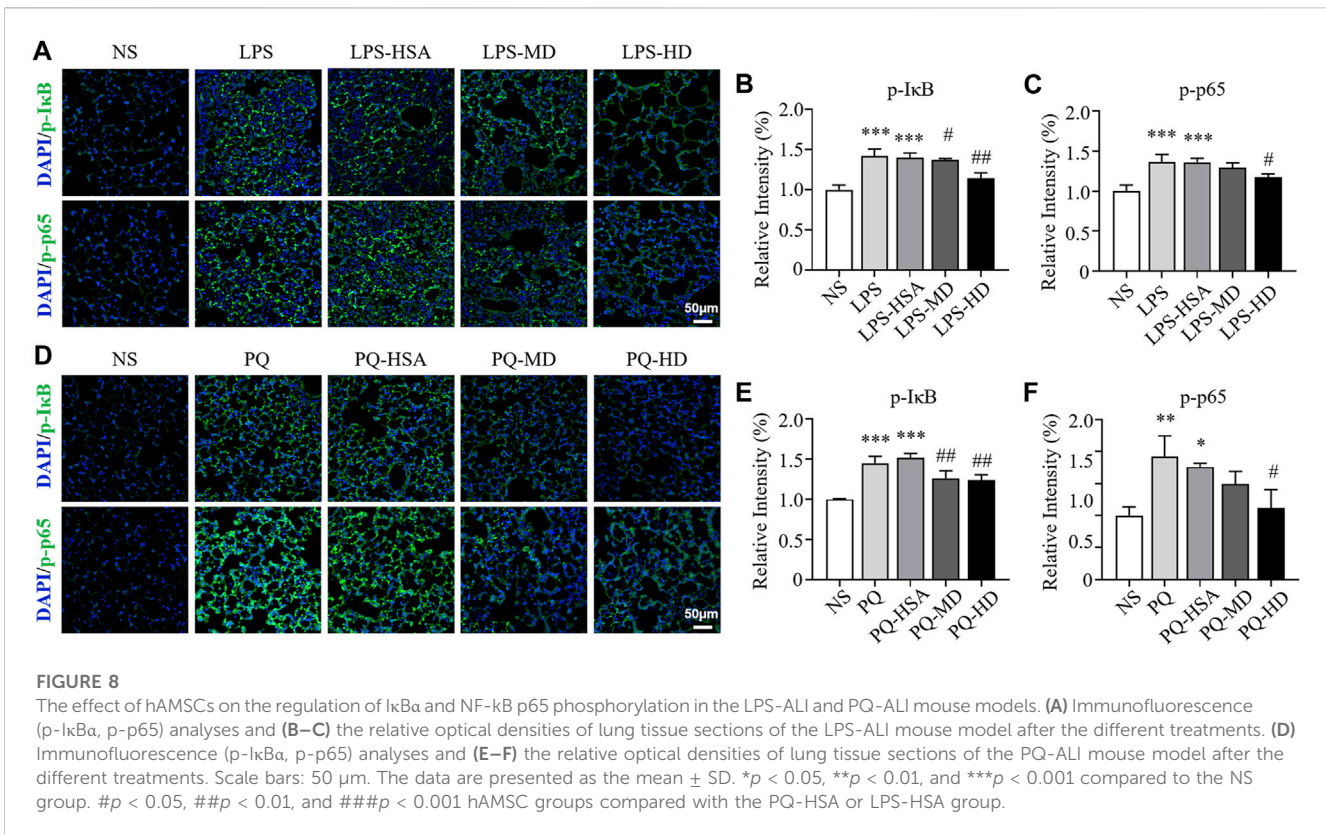 A
NS LPS LPS-HSA LPS-MD LPS-HD
DAPI/p-IκB
DAPI/p-p65
50μm
B
p-IκB
Relative Intensity (%)
2.0
*** *** # ##
1.5
1.0
0.5
0
NS LPS LPS-HSA LPS-MD LPS-HD
C
p-p65
Relative Intensity (%)
2.0
*** *** #
1.5
1.0
0.5
0
NS LPS LPS-HSA LPS-MD LPS-HD
D
NS PQ PQ-HSA PQ-MD PQ-HD
DAPI/p-IκB
DAPI/p-p65
50μm
E
p-IκB
Relative Intensity (%)
2.0
*** *** ## ##
1.5
1.0
0.5
0
NS PQ PQ-HSA PQ-MD PQ-HD
F
p-p65
Relative Intensity (%)
2.0
** * #
1.5
1.0
1.5
0
NS PQ PQ-HSA PQ-MD PQ-HD
FIGURE 8
The effect of hAMSCs on the regulation of IκBα and NF-kB p65 phosphorylation in the LPS-ALI and PQ-ALI mouse models. (A) Immunofluorescence
(p-IκBα, p-p65) analyses and (B–C) the relative optical densities of lung tissue sections of the LPS-ALI mouse model after the different treatments. (D)
Immunofluorescence (p-IκBα, p-p65) analyses and (E–F) the relative optical densities of lung tissue sections of the PQ-ALI mouse model after the
different treatments. Scale bars: 50 μm. The data are presented as the mean ± SD. *p < 0.05, **p < 0.01, and ***p < 0.001 compared to the NS
group. #p < 0.05, ##p < 0.01, and ###p < 0.001 hAMSC groups compared with the PQ-HSA or LPS-HSA group.